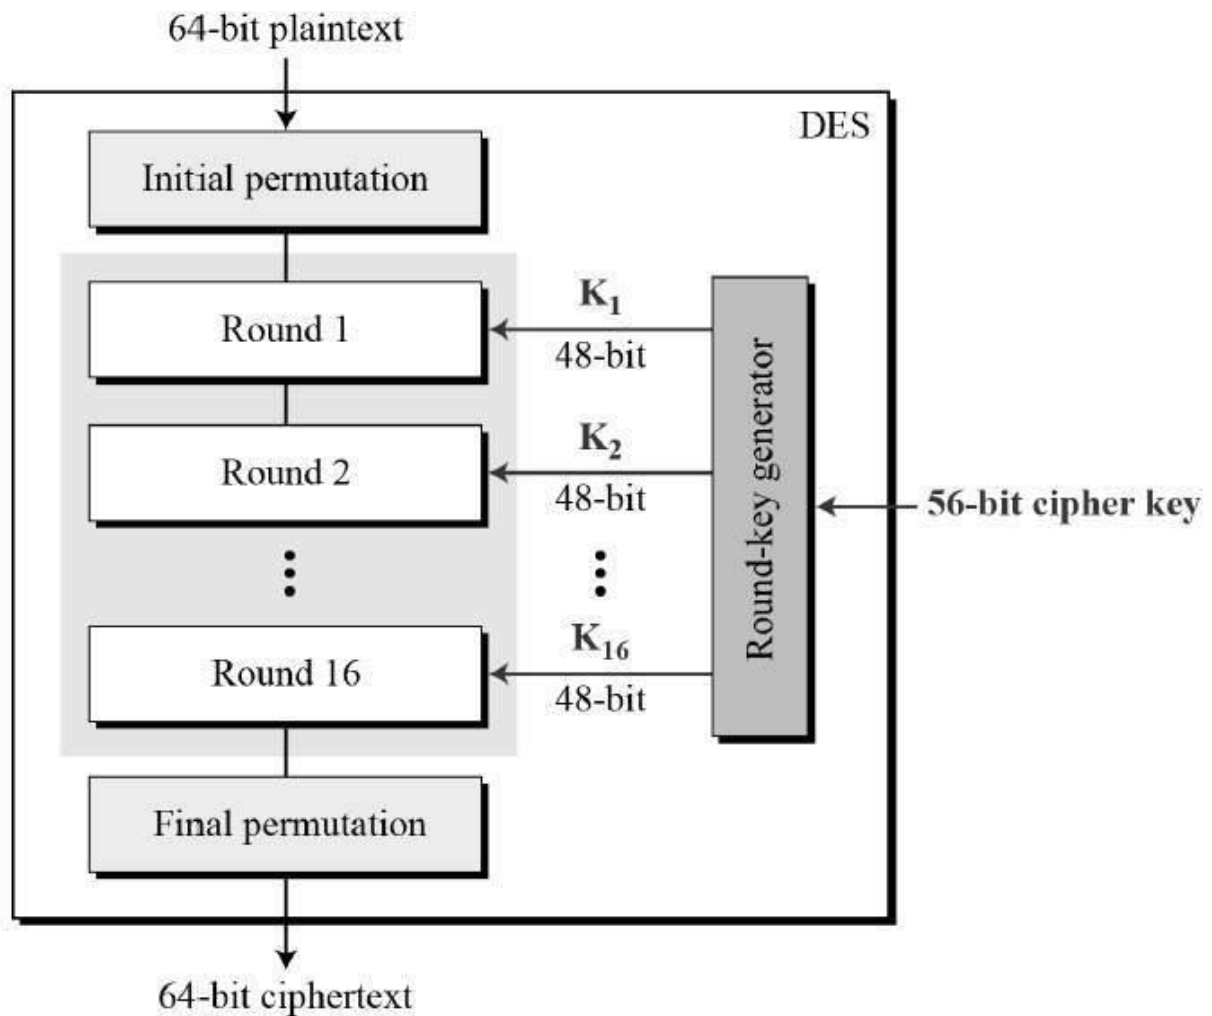 64-bit plaintext
DES
Initial permutation
Round 1
K1
48-bit
Round 2
K2
48-bit
Round 16
K16
48-bit
Round-key generator
56-bit cipher key
Final permutation
64-bit ciphertext